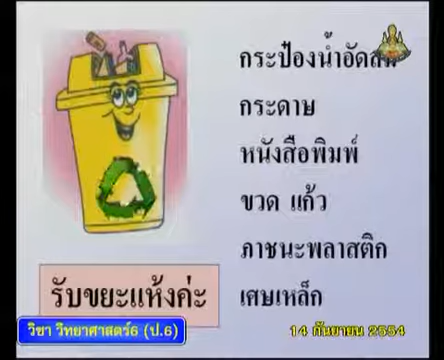 กระป๋องน้ำอัดลม
กระดาษ
หนังสือพิมพ์
ขวด แก้ว
ภาชนะพลาสติก
เศษเหล็ก
รับขยะแห้งค่ะ
วิชา วิทยาศาสตร์6 (ป.6)
14 กันยายน 2554